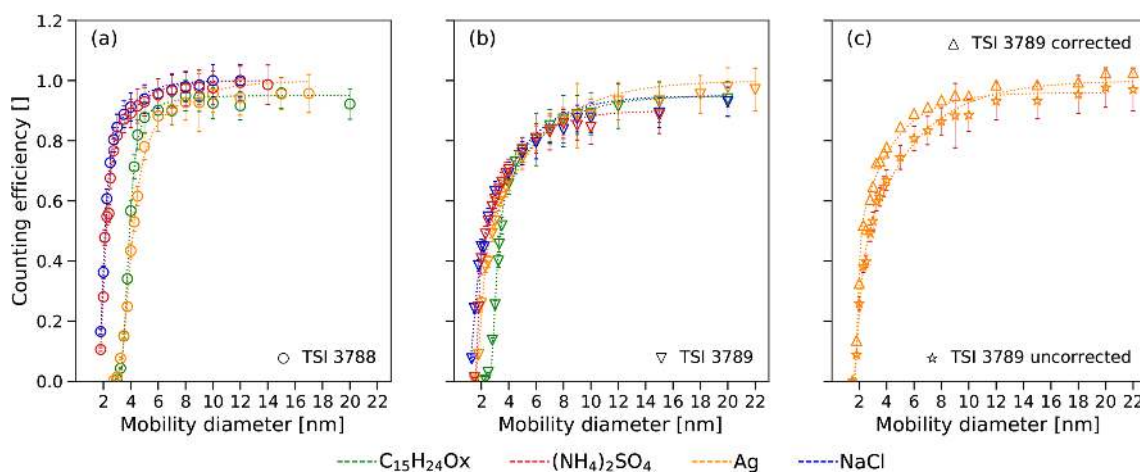 1.2
1.0
0.8
0.6
0.4
0.2
0.0
Counting efficiency []
(a)
TSI 3788
2 4 6 8 10 12 14 16 18 20 22
Mobility diameter [nm]
(b)
TSI 3789
2 4 6 8 10 12 14 16 18 20 22
Mobility diameter [nm]
(c)
TSI 3789 corrected
TSI 3789 uncorrected
2 4 6 8 10 12 14 16 18 20 22
Mobility diameter [nm]
C₁₅H₂₄Ox (NH₄)₂SO₄ Ag NaCl